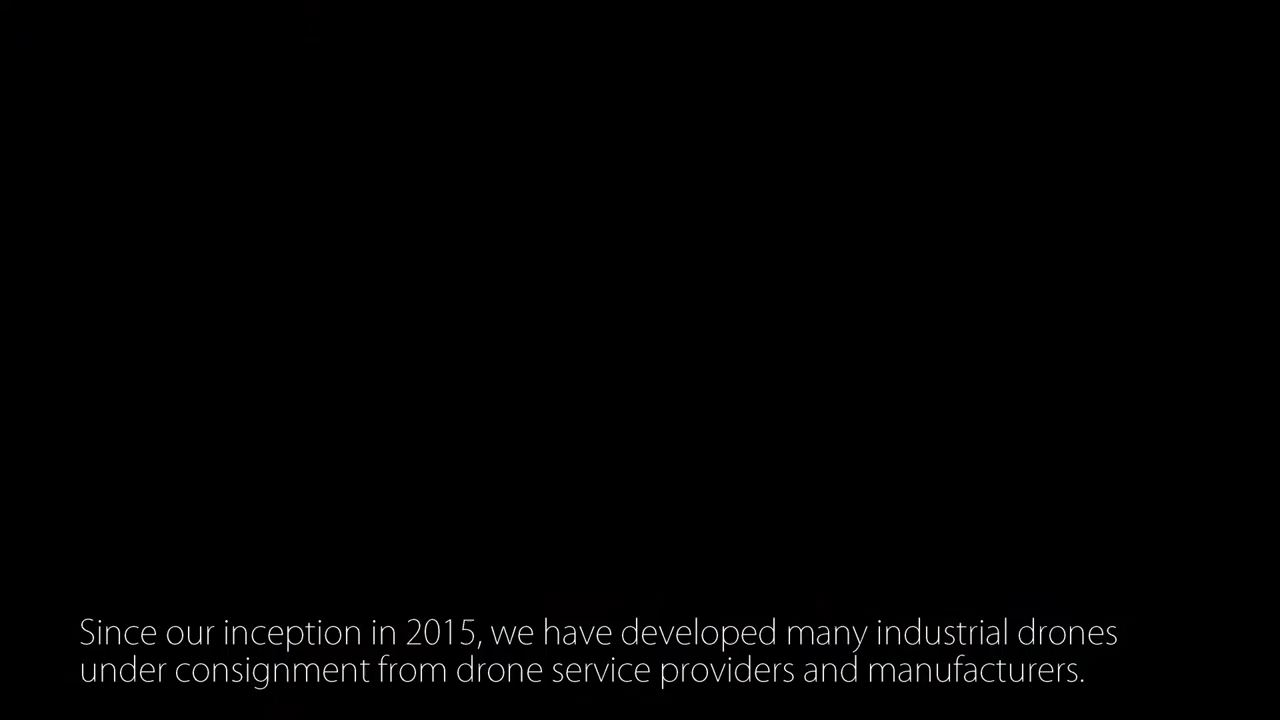 Since our inception in 2015, we have developed many industrial drones
under consignment from drone service providers and manufacturers.